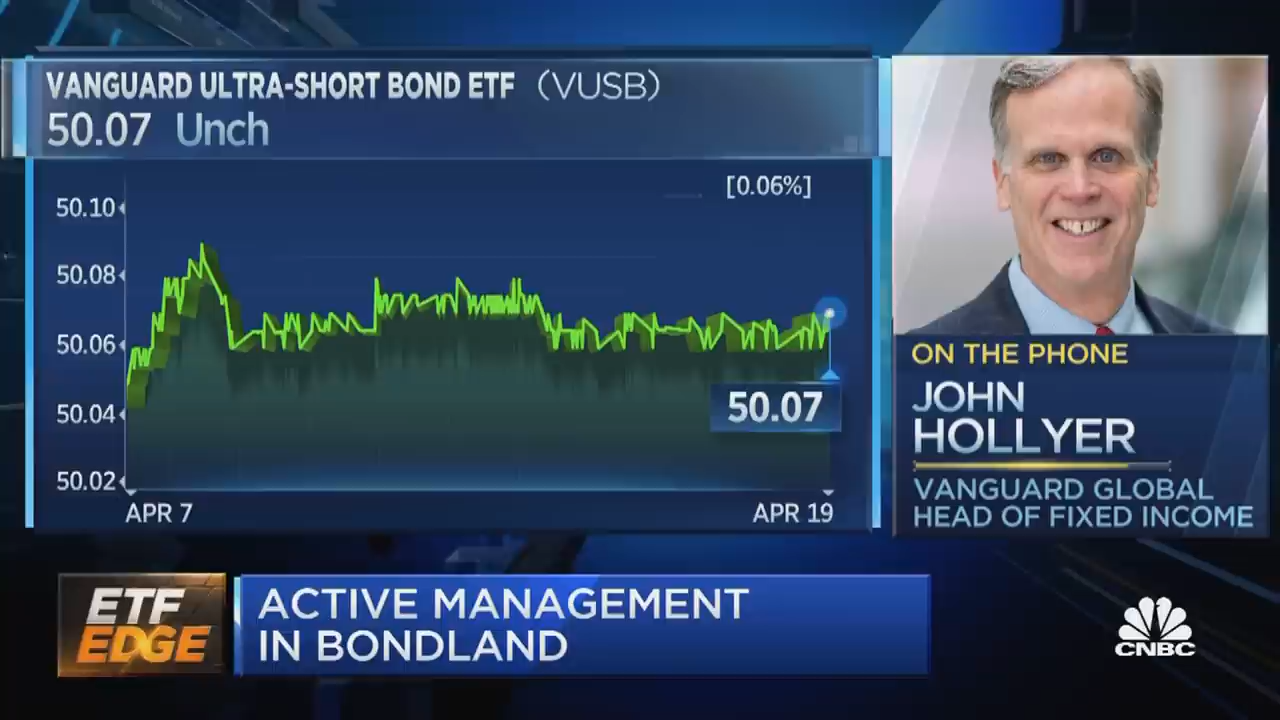 VANGUARD ULTRA-SHORT BOND ETF (VUSB)
50.07 Unch
[0.06%]
50.10
50.08
50.06
50.04
50.02
50.07
APR 7
APR 19
ON THE PHONE
JOHN
HOLLYER
VANGUARD GLOBAL
HEAD OF FIXED INCOME
ETF
EDGE
ACTIVE MANAGEMENT
IN BONDLAND
CNBC